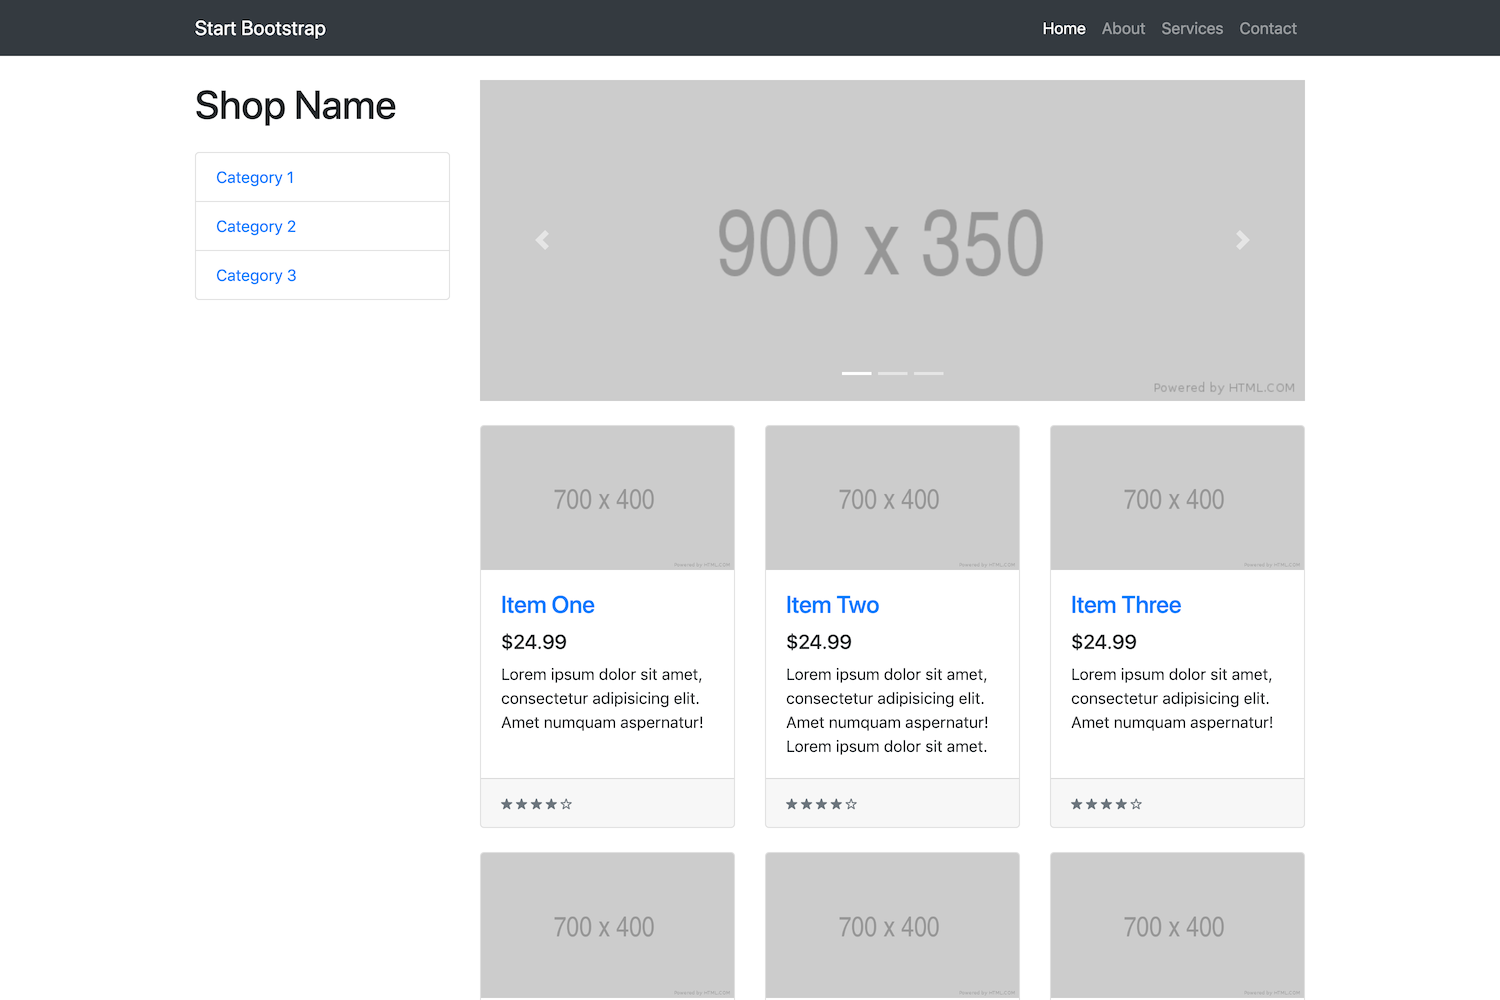 Start Bootstrap
Home About Services Contact
Shop Name
Category 1
Category 2
Category 3
900 x 350
Powered by HTML.COM
700 x 400
Powered by HTML.COM
Item One
$24.99
Lorem ipsum dolor sit amet,
consectetur adipisicing elit.
Amet numquam aspernatur!
★ ★ ★ ★ ☆
700 x 400
Powered by HTML.COM
Item Two
$24.99
Lorem ipsum dolor sit amet,
consectetur adipisicing elit.
Amet numquam aspernatur!
Lorem ipsum dolor sit amet.
★ ★ ★ ★ ☆
700 x 400
Powered by HTML.COM
Item Three
$24.99
Lorem ipsum dolor sit amet,
consectetur adipisicing elit.
Amet numquam aspernatur!
★ ★ ★ ★ ☆
700 x 400
Powered by HTML.COM
700 x 400
Powered by HTML.COM
700 x 400
Powered by HTML.COM